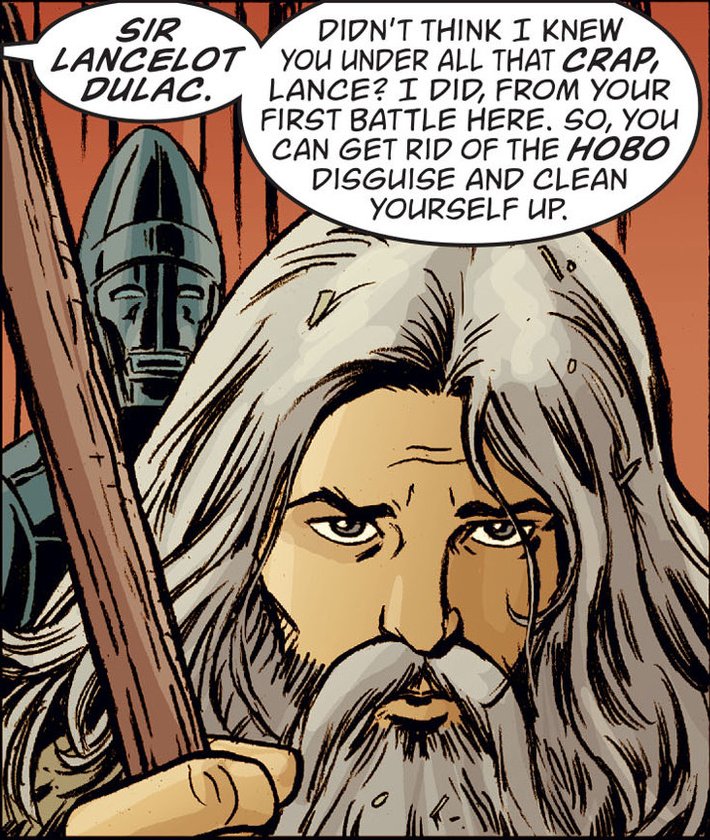 SIR
LANCELOT
DULAC.
DIDN'T THINK I KNEW
YOU UNDER ALL THAT CRAP,
LANCE? I DID, FROM YOUR
FIRST BATTLE HERE. SO, YOU
CAN GET RID OF THE HOBO
DISGUISE AND CLEAN
YOURSELF UP.